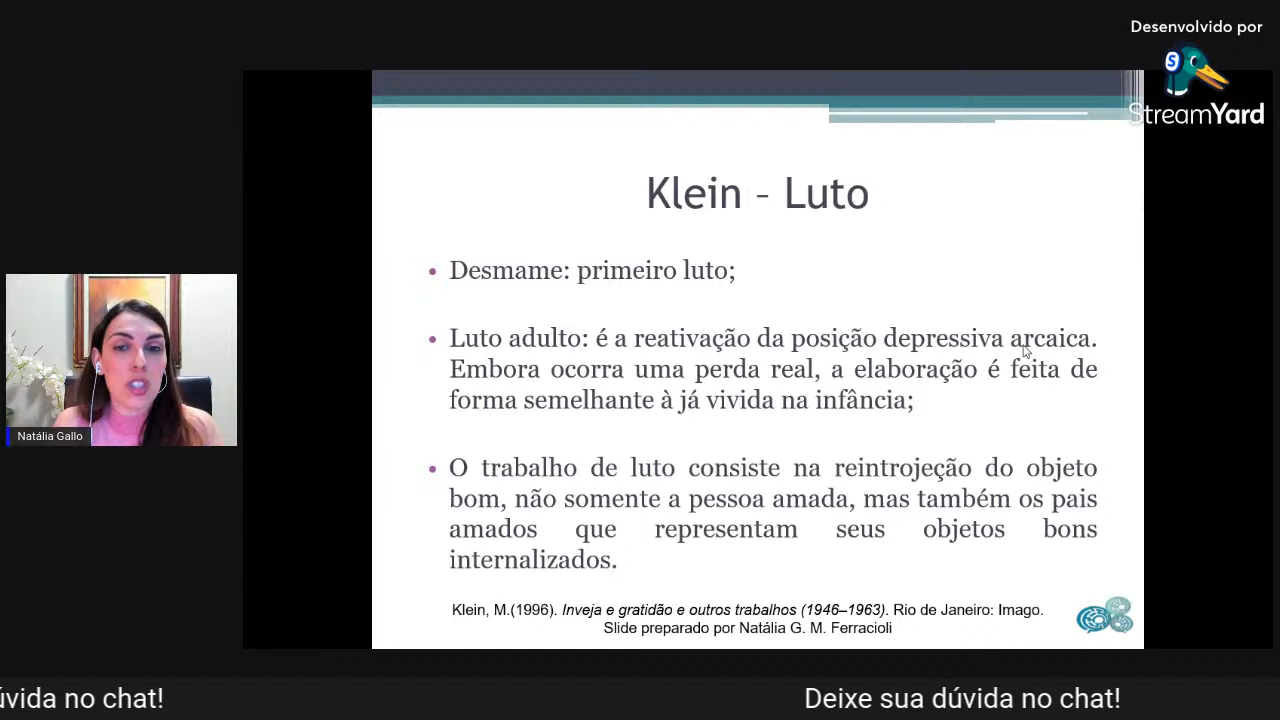 Desenvolvido por
StreamYard
Klein – Luto
• Desmame: primeiro luto;
• Luto adulto: é a reativação da posição depressiva arcaica.
Embora ocorra uma perda real, a elaboração é feita de
forma semelhante à já vivida na infância;
• O trabalho de luto consiste na reintrojeção do objeto
bom, não somente a pessoa amada, mas também os pais
amados que representam seus objetos bons
internalizados.
Klein, M.(1996). Inveja e gratidão e outros trabalhos (1946–1963). Rio de Janeiro: Imago.
Slide preparado por Natália G. M. Ferracioli
Natália Gallo
úvida no chat!
Deixe sua dúvida no chat!